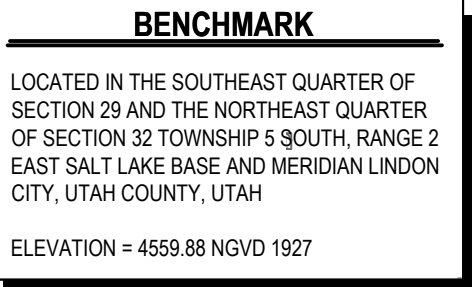 BENCHMARK
LOCATED IN THE SOUTHEAST QUARTER OF
SECTION 29 AND THE NORTHEAST QUARTER
OF SECTION 32 TOWNSHIP 5 SOUTH, RANGE 2
EAST SALT LAKE BASE AND MERIDIAN LINDON
CITY, UTAH COUNTY, UTAH
ELEVATION = 4559.88 NGVD 1927